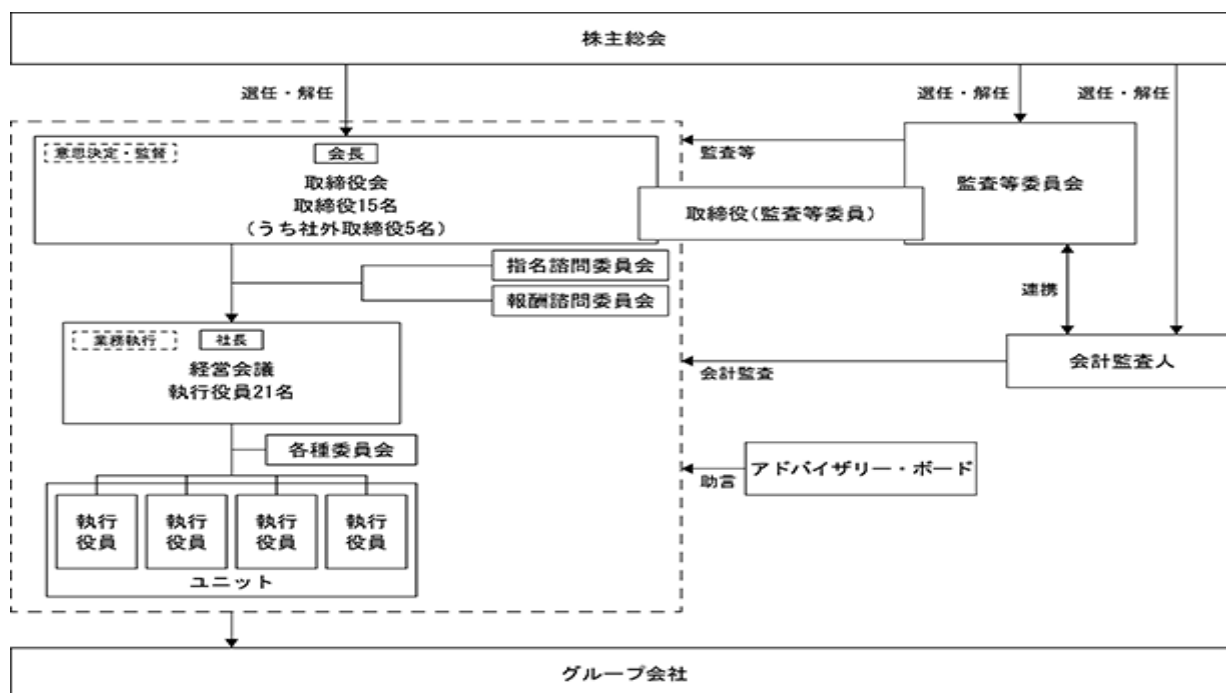 株主総会
選任・解任
選任・解任
選任・解任
意思決定・監督
会長
取締役会
取締役15名
（うち社外取締役5名）
監査等
監査等委員会
取締役（監査等委員）
指名諮問委員会
報酬諮問委員会
連携
業務執行
社長
経営会議
執行役員21名
会計監査人
会計監査
各種委員会
アドバイザリー・ボード
助言
執行
役員
執行
役員
執行
役員
執行
役員
ユニット
グループ会社